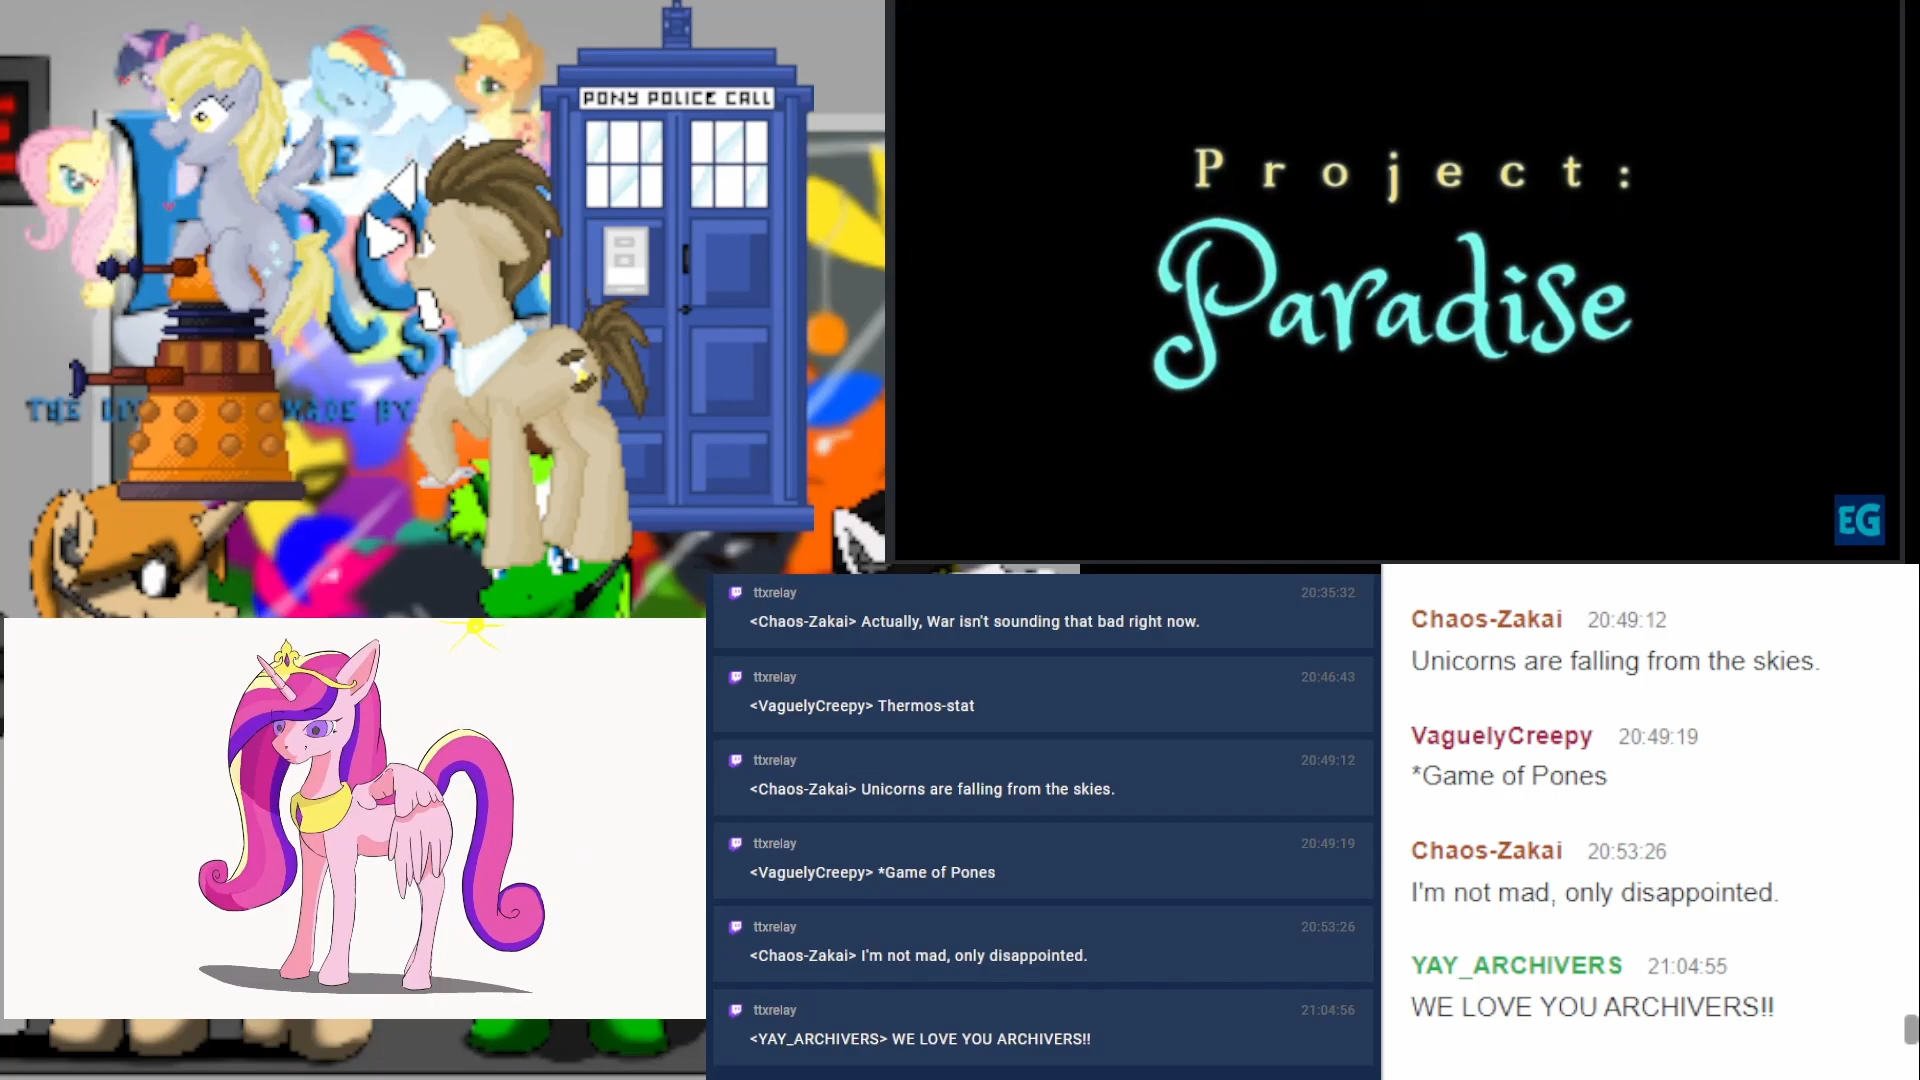 PONY POLICE CALL
THE
MADE BY
Project:
Paradise
EG
ttxrelay 20:35:32
<Chaos-Zakai> Actually, War isn't sounding that bad right now.
ttxrelay 20:46:43
<VaguelyCreepy> Thermos-stat
ttxrelay 20:49:12
<Chaos-Zakai> Unicorns are falling from the skies.
ttxrelay 20:49:19
<VaguelyCreepy> *Game of Pones
ttxrelay 20:53:26
<Chaos-Zakai> I'm not mad, only disappointed.
ttxrelay 21:04:56
<YAY_ARCHIVERS> WE LOVE YOU ARCHIVERS!!
Chaos-Zakai 20:49:12
Unicorns are falling from the skies.
VaguelyCreepy 20:49:19
*Game of Pones
Chaos-Zakai 20:53:26
I'm not mad, only disappointed.
YAY_ARCHIVERS 21:04:55
WE LOVE YOU ARCHIVERS!!